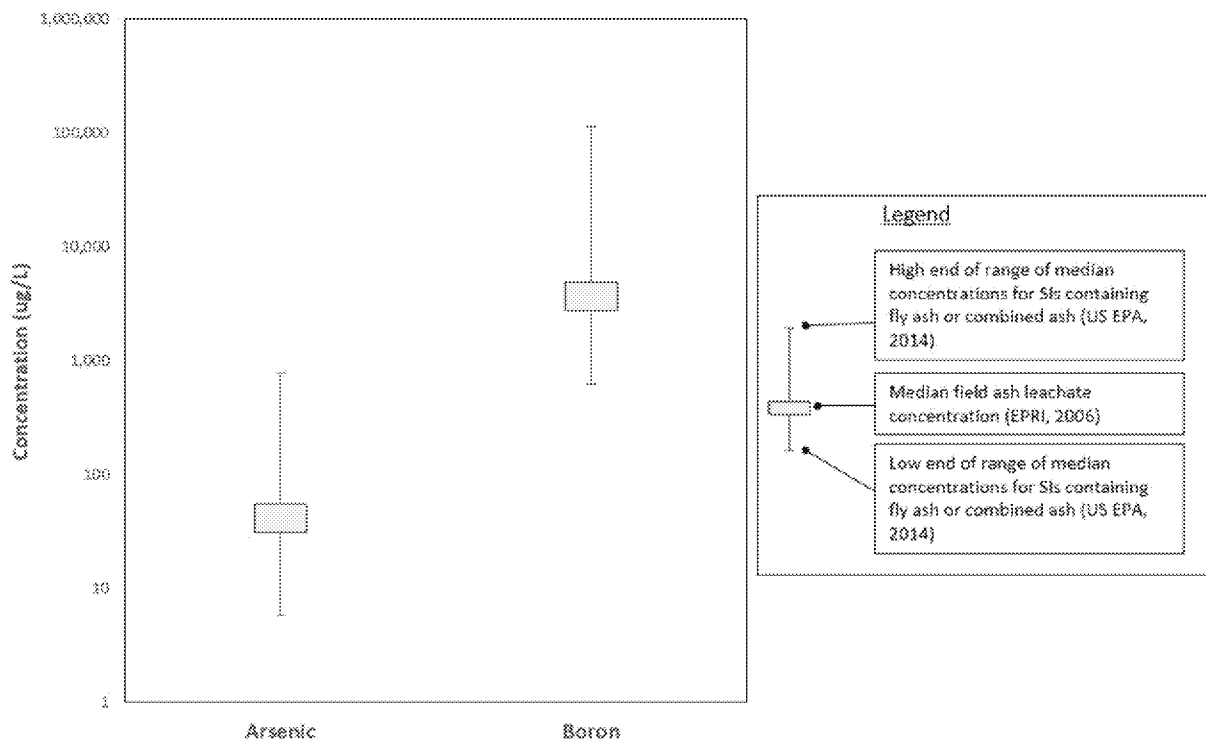 1,000,000
100,000
10,000
1,000
100
10
1
Concentration (ug/L)
Arsenic
Boron
Legend
High end of range of median
concentrations for SIs containing
fly ash or combined ash (US EPA,
2014)
Median field ash leachate
concentration (EPRI, 2006)
Low end of range of median
concentrations for SIs containing
fly ash or combined ash (US EPA,
2014)